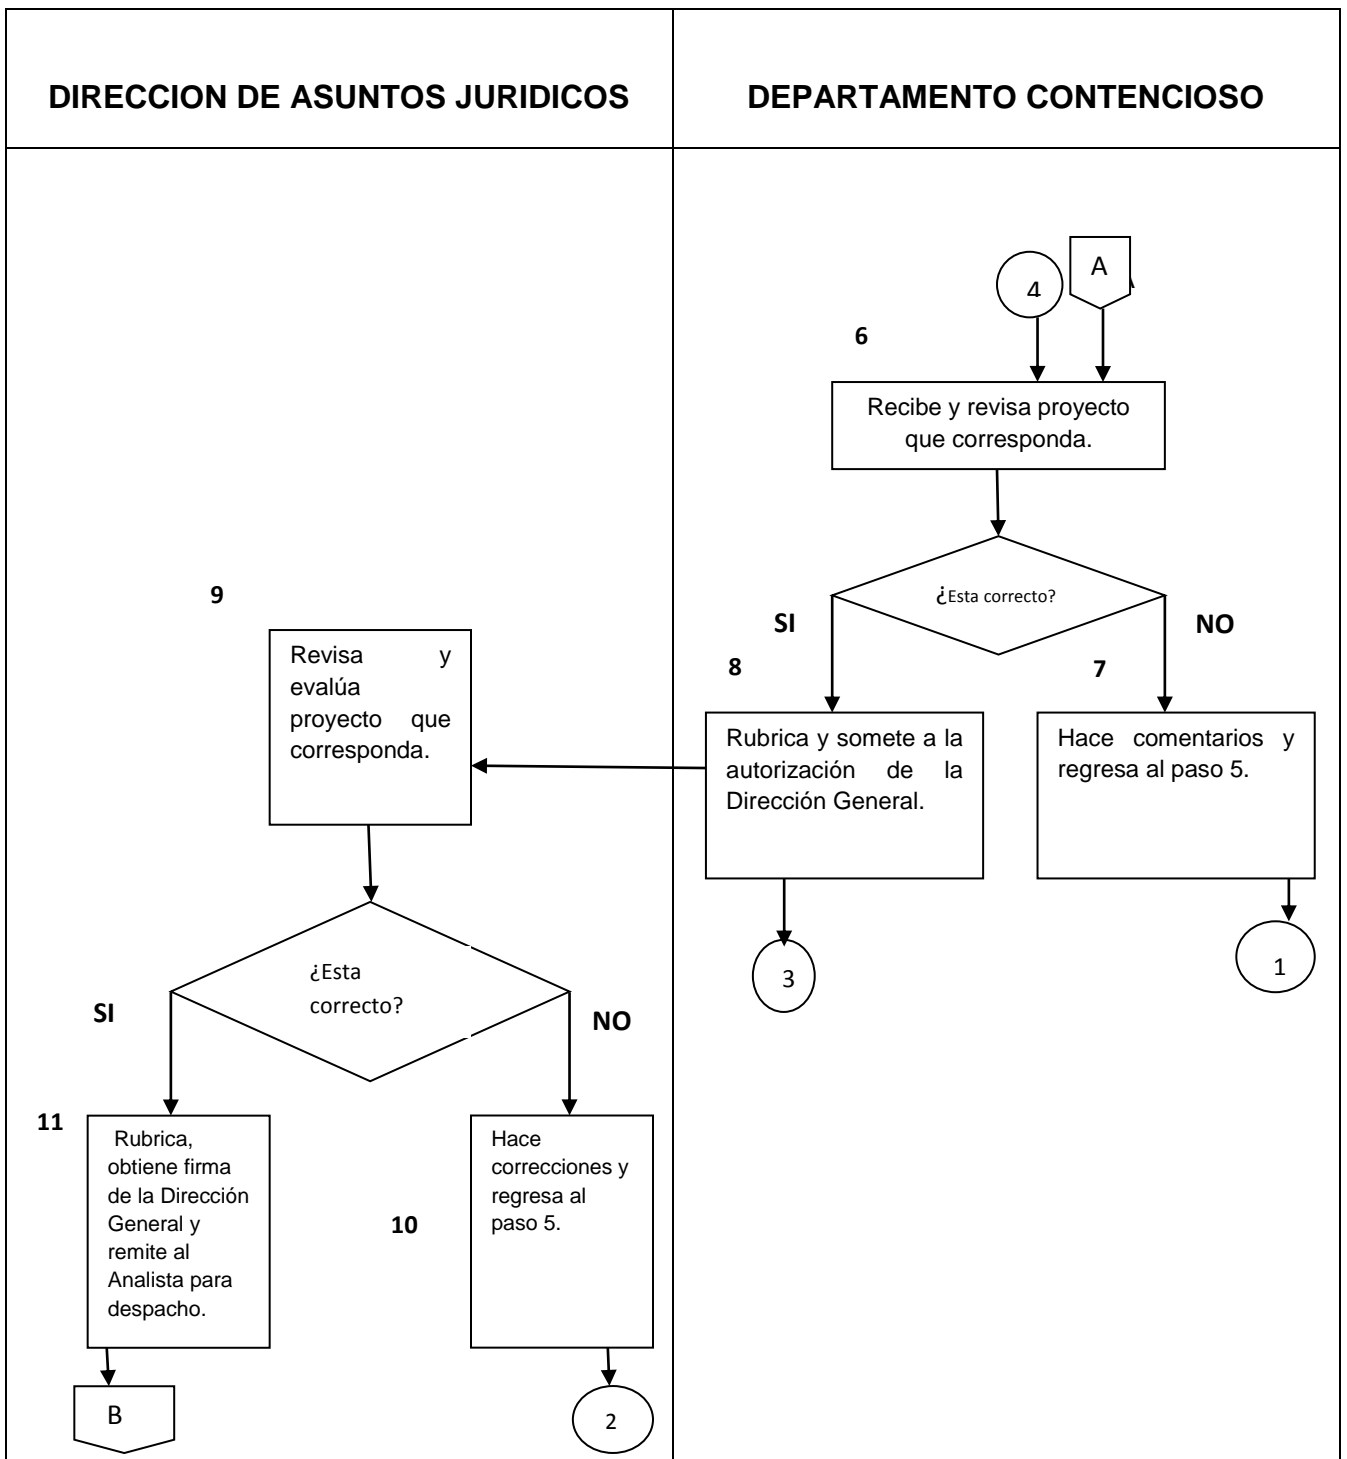 DIRECCION DE ASUNTOS JURIDICOS
DEPARTAMENTO CONTENCIOSO
4
A
6
Recibe y revisa proyecto
que corresponda.
¿Esta correcto?
SI
NO
8
7
Rubrica y somete a la
autorización de la
Dirección General.
Hace comentarios y
regresa al paso 5.
3
1
9
Revisa y
evalúa
proyecto que
corresponda.
¿Esta
correcto?
SI
NO
11
Rubrica,
obtiene firma
de la Dirección
General y
remite al
Analista para
despacho.
10
Hace
correcciones y
regresa al
paso 5.
B
2